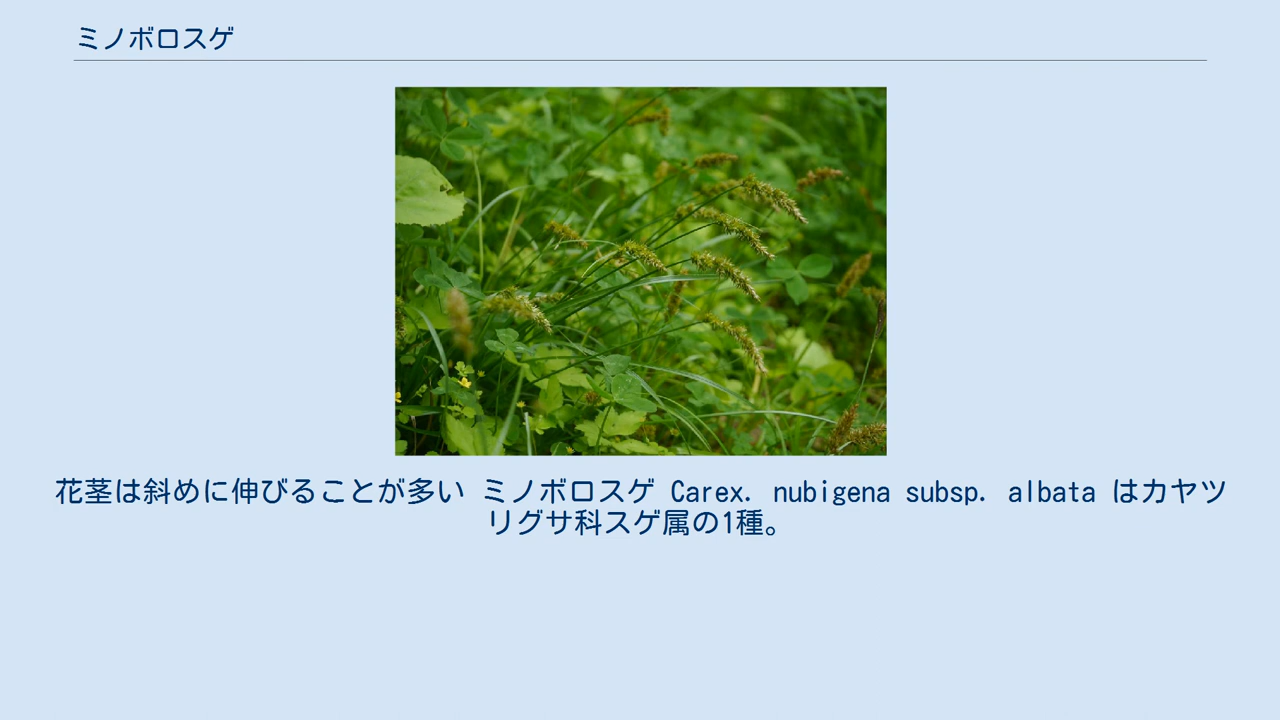 ミノボロスゲ
花茎は斜めに伸びることが多い ミノボロスゲ Carex. nubigena subsp. albata はカヤツ
リグサ科スゲ属の1種。